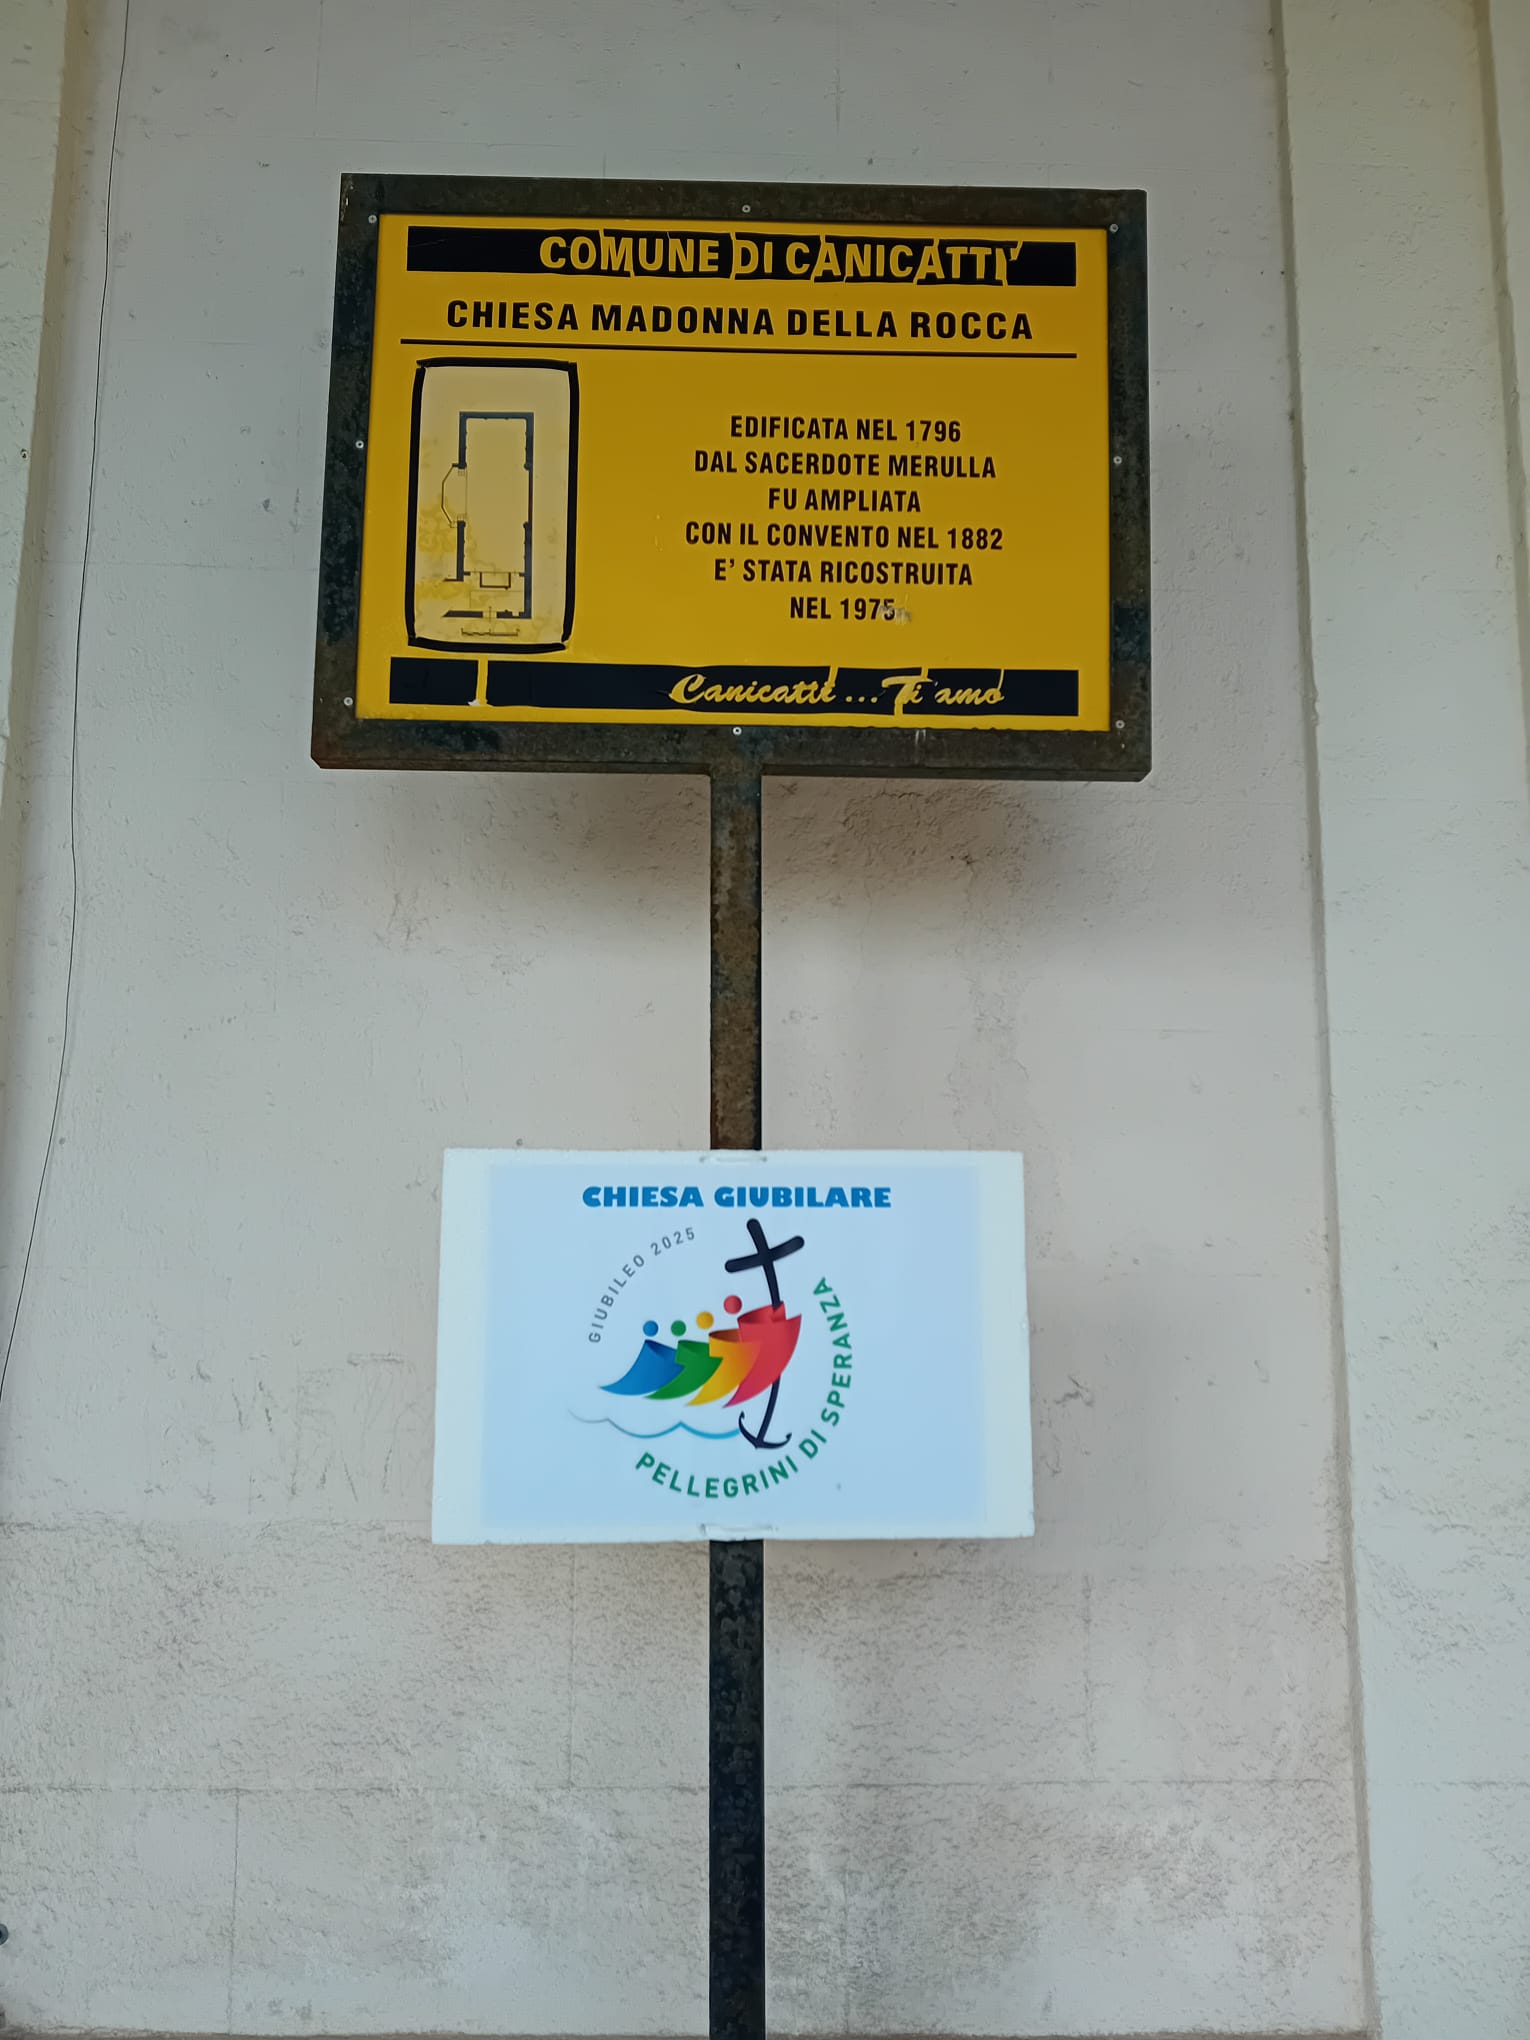 COMUNE DI CANICATTI'
CHIESA MADONNA DELLA ROCCA
EDIFICATA NEL 1796
DAL SACERDOTE MERULLA
FU AMPLIATA
CON IL CONVENTO NEL 1882
E' STATA RICOSTRUITA
NEL 1975
Canicattì ... Ti amo
CHIESA GIUBILARE
GIUBILEO 2025
PELLEGRINI DI SPERANZA